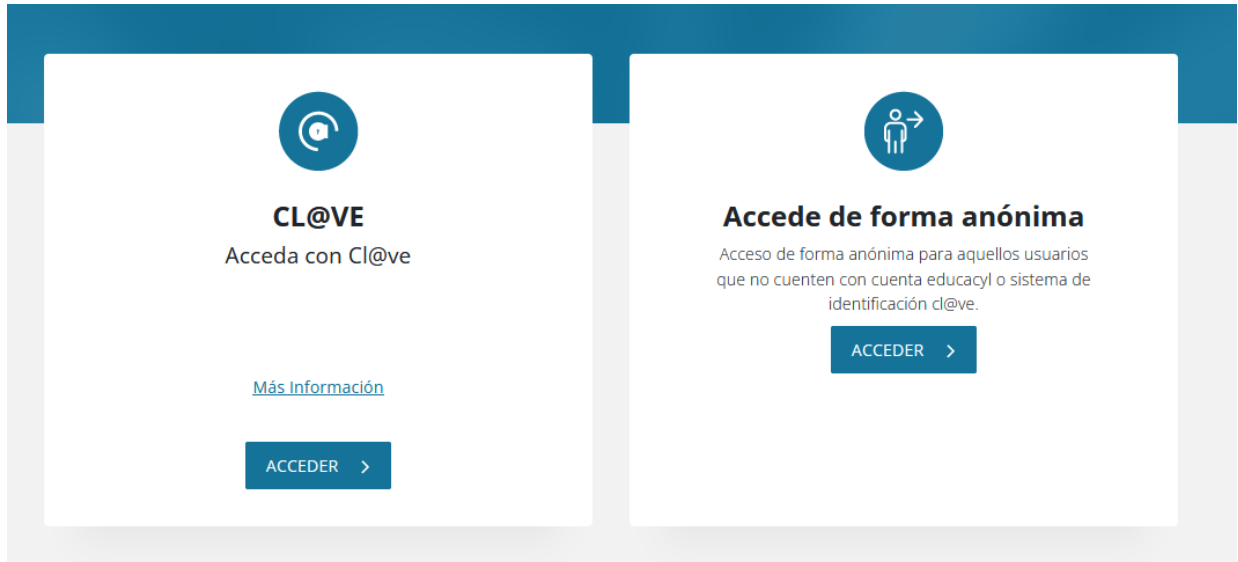 CL@VE
Acceda con Cl@ve
Más Información
ACCEDER
Accede de forma anónima
Acceso de forma anónima para aquellos usuarios
que no cuenten con cuenta educacyl o sistema de
identificación cl@ve.
ACCEDER